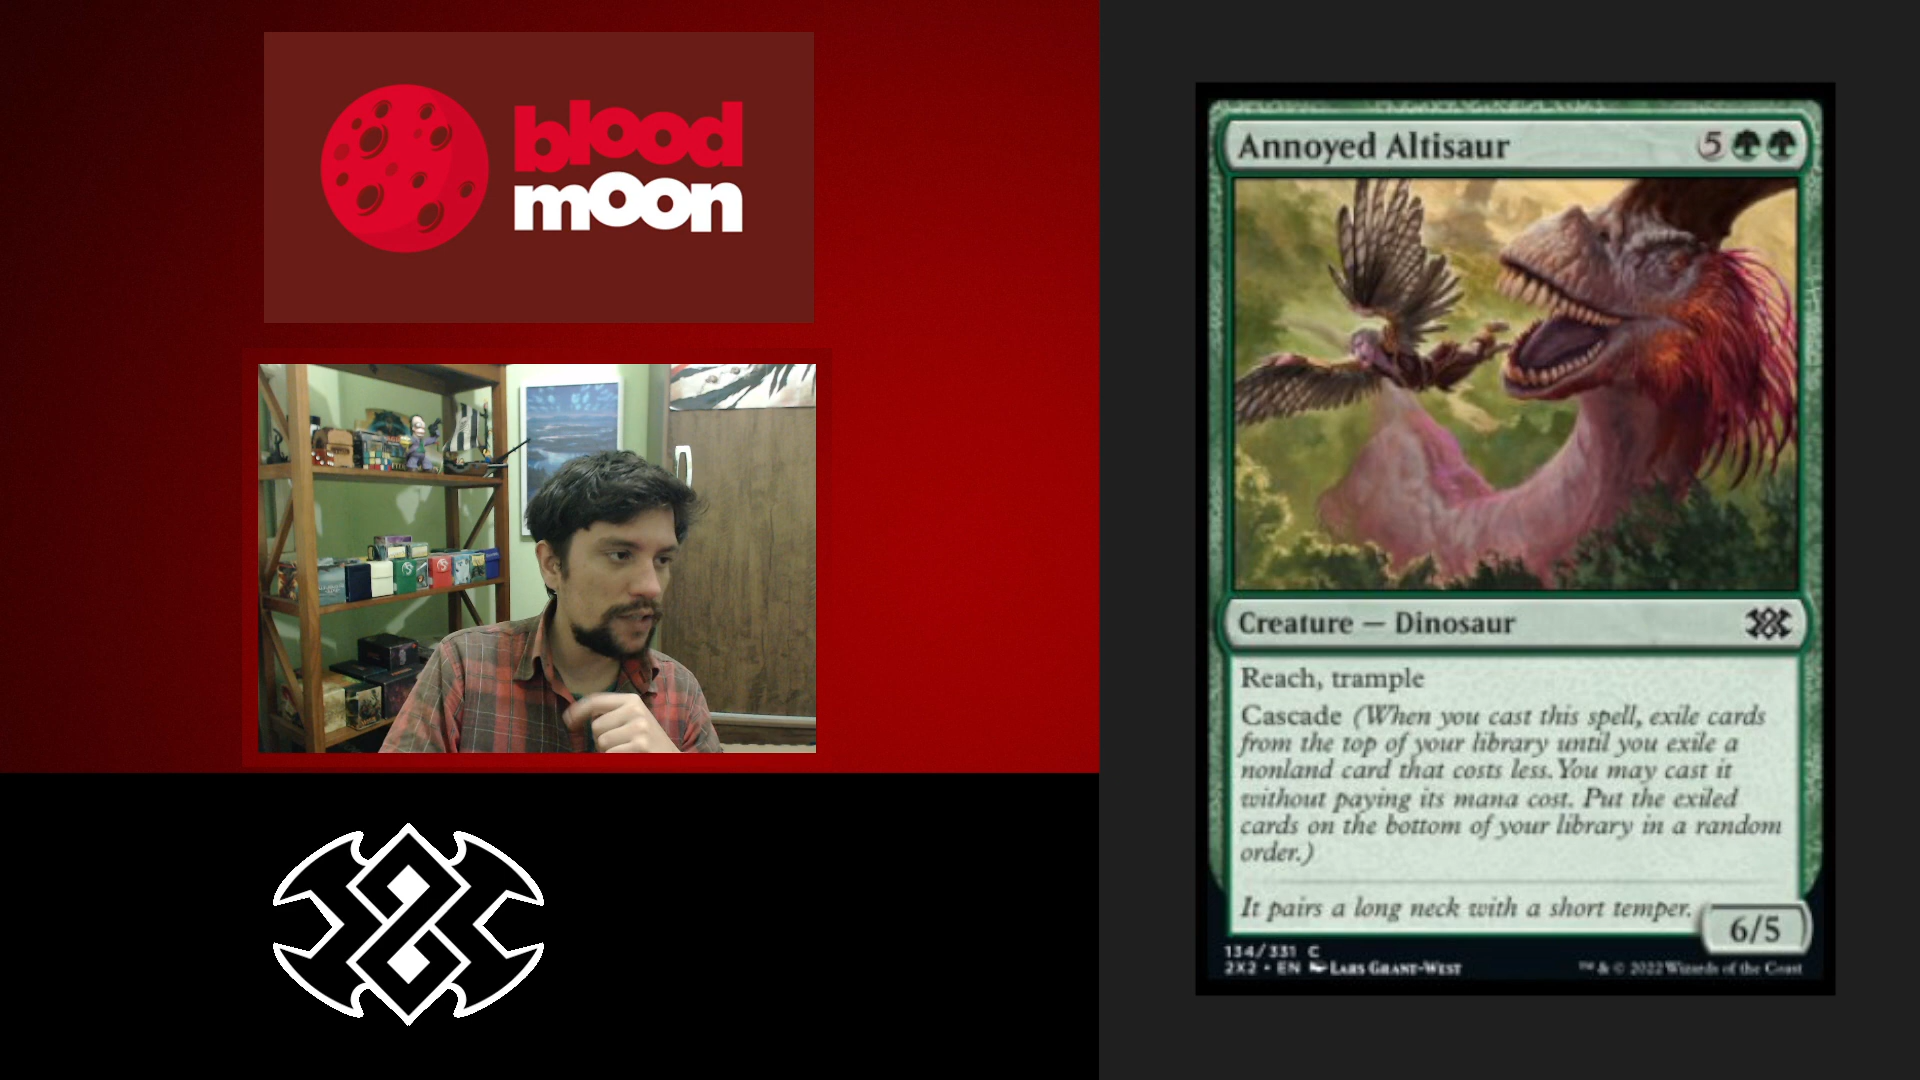 blood
moon
Annoyed Altisaur 5
Creature — Dinosaur
Reach, trample
Cascade (When you cast this spell, exile cards
from the top of your library until you exile a
nonland card that costs less. You may cast it
without paying its mana cost. Put the exiled
cards on the bottom of your library in a random
order.)
It pairs a long neck with a short temper.
6/5
134/331 C
2X2 • EN Lars Grant-West
™ & © 2022 Wizards of the Coast